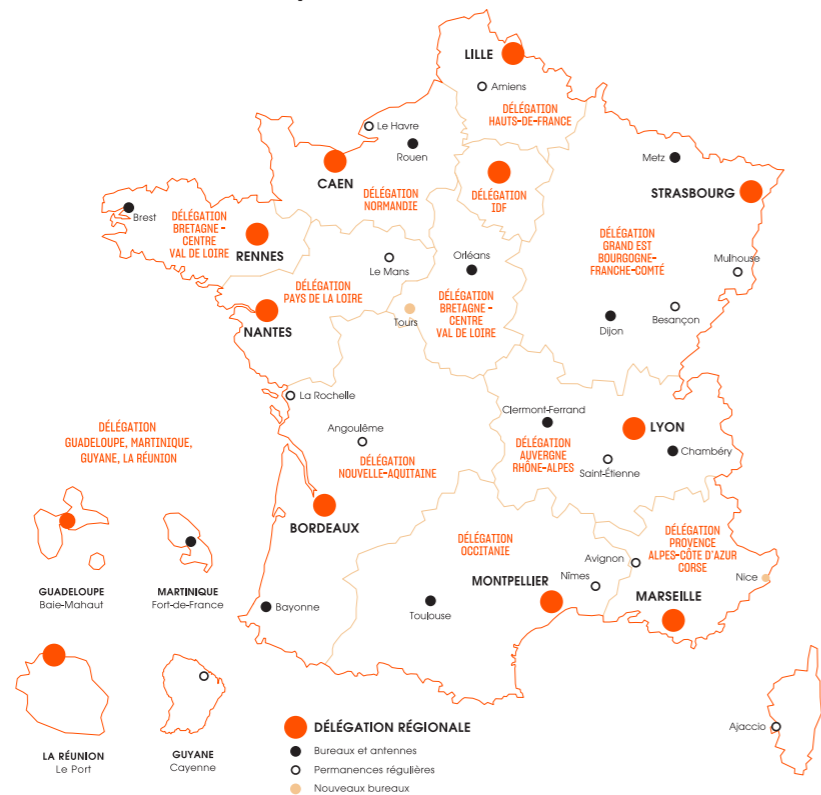 LILLE
Amiens
DÉLÉGATION
HAUTS-DE-FRANCE
Le Havre
Rouen
CAEN
DÉLÉGATION
NORMANDIE
DÉLÉGATION
IDF
Metz
STRASBOURG
Brest
DÉLÉGATION
BRETAGNE -
CENTRE
VAL DE LOIRE
RENNES
DÉLÉGATION
GRAND EST
BOURGOGNE-
FRANCHE-COMTÉ
Mulhouse
Le Mans
Orléans
DÉLÉGATION
PAYS DE LA LOIRE
NANTES
DÉLÉGATION
BRETAGNE -
CENTRE
VAL DE LOIRE
Tours
Dijon
Besançon
La Rochelle
Angoulême
DÉLÉGATION
NOUVELLE-AQUITAINE
Clermont-Ferrand
LYON
DÉLÉGATION
AUVERGNE
RHÔNE-ALPES
Chambéry
Saint-Étienne
DÉLÉGATION
GUADELOUPE, MARTINIQUE,
GUYANE, LA RÉUNION
BORDEAUX
DÉLÉGATION
OCCITANIE
DÉLÉGATION
PROVENCE
ALPES-CÔTE D'AZUR
CORSE
Avignon
Nîmes
Nice
MONTPELLIER
MARSEILLE
GUADELOUPE
Baie-Mahaut
MARTINIQUE
Fort-de-France
Bayonne
Toulouse
LA RÉUNION
Le Port
GUYANE
Cayenne
Ajaccio
DÉLÉGATION RÉGIONALE
Bureaux et antennes
Permanences régulières
Nouveaux bureaux